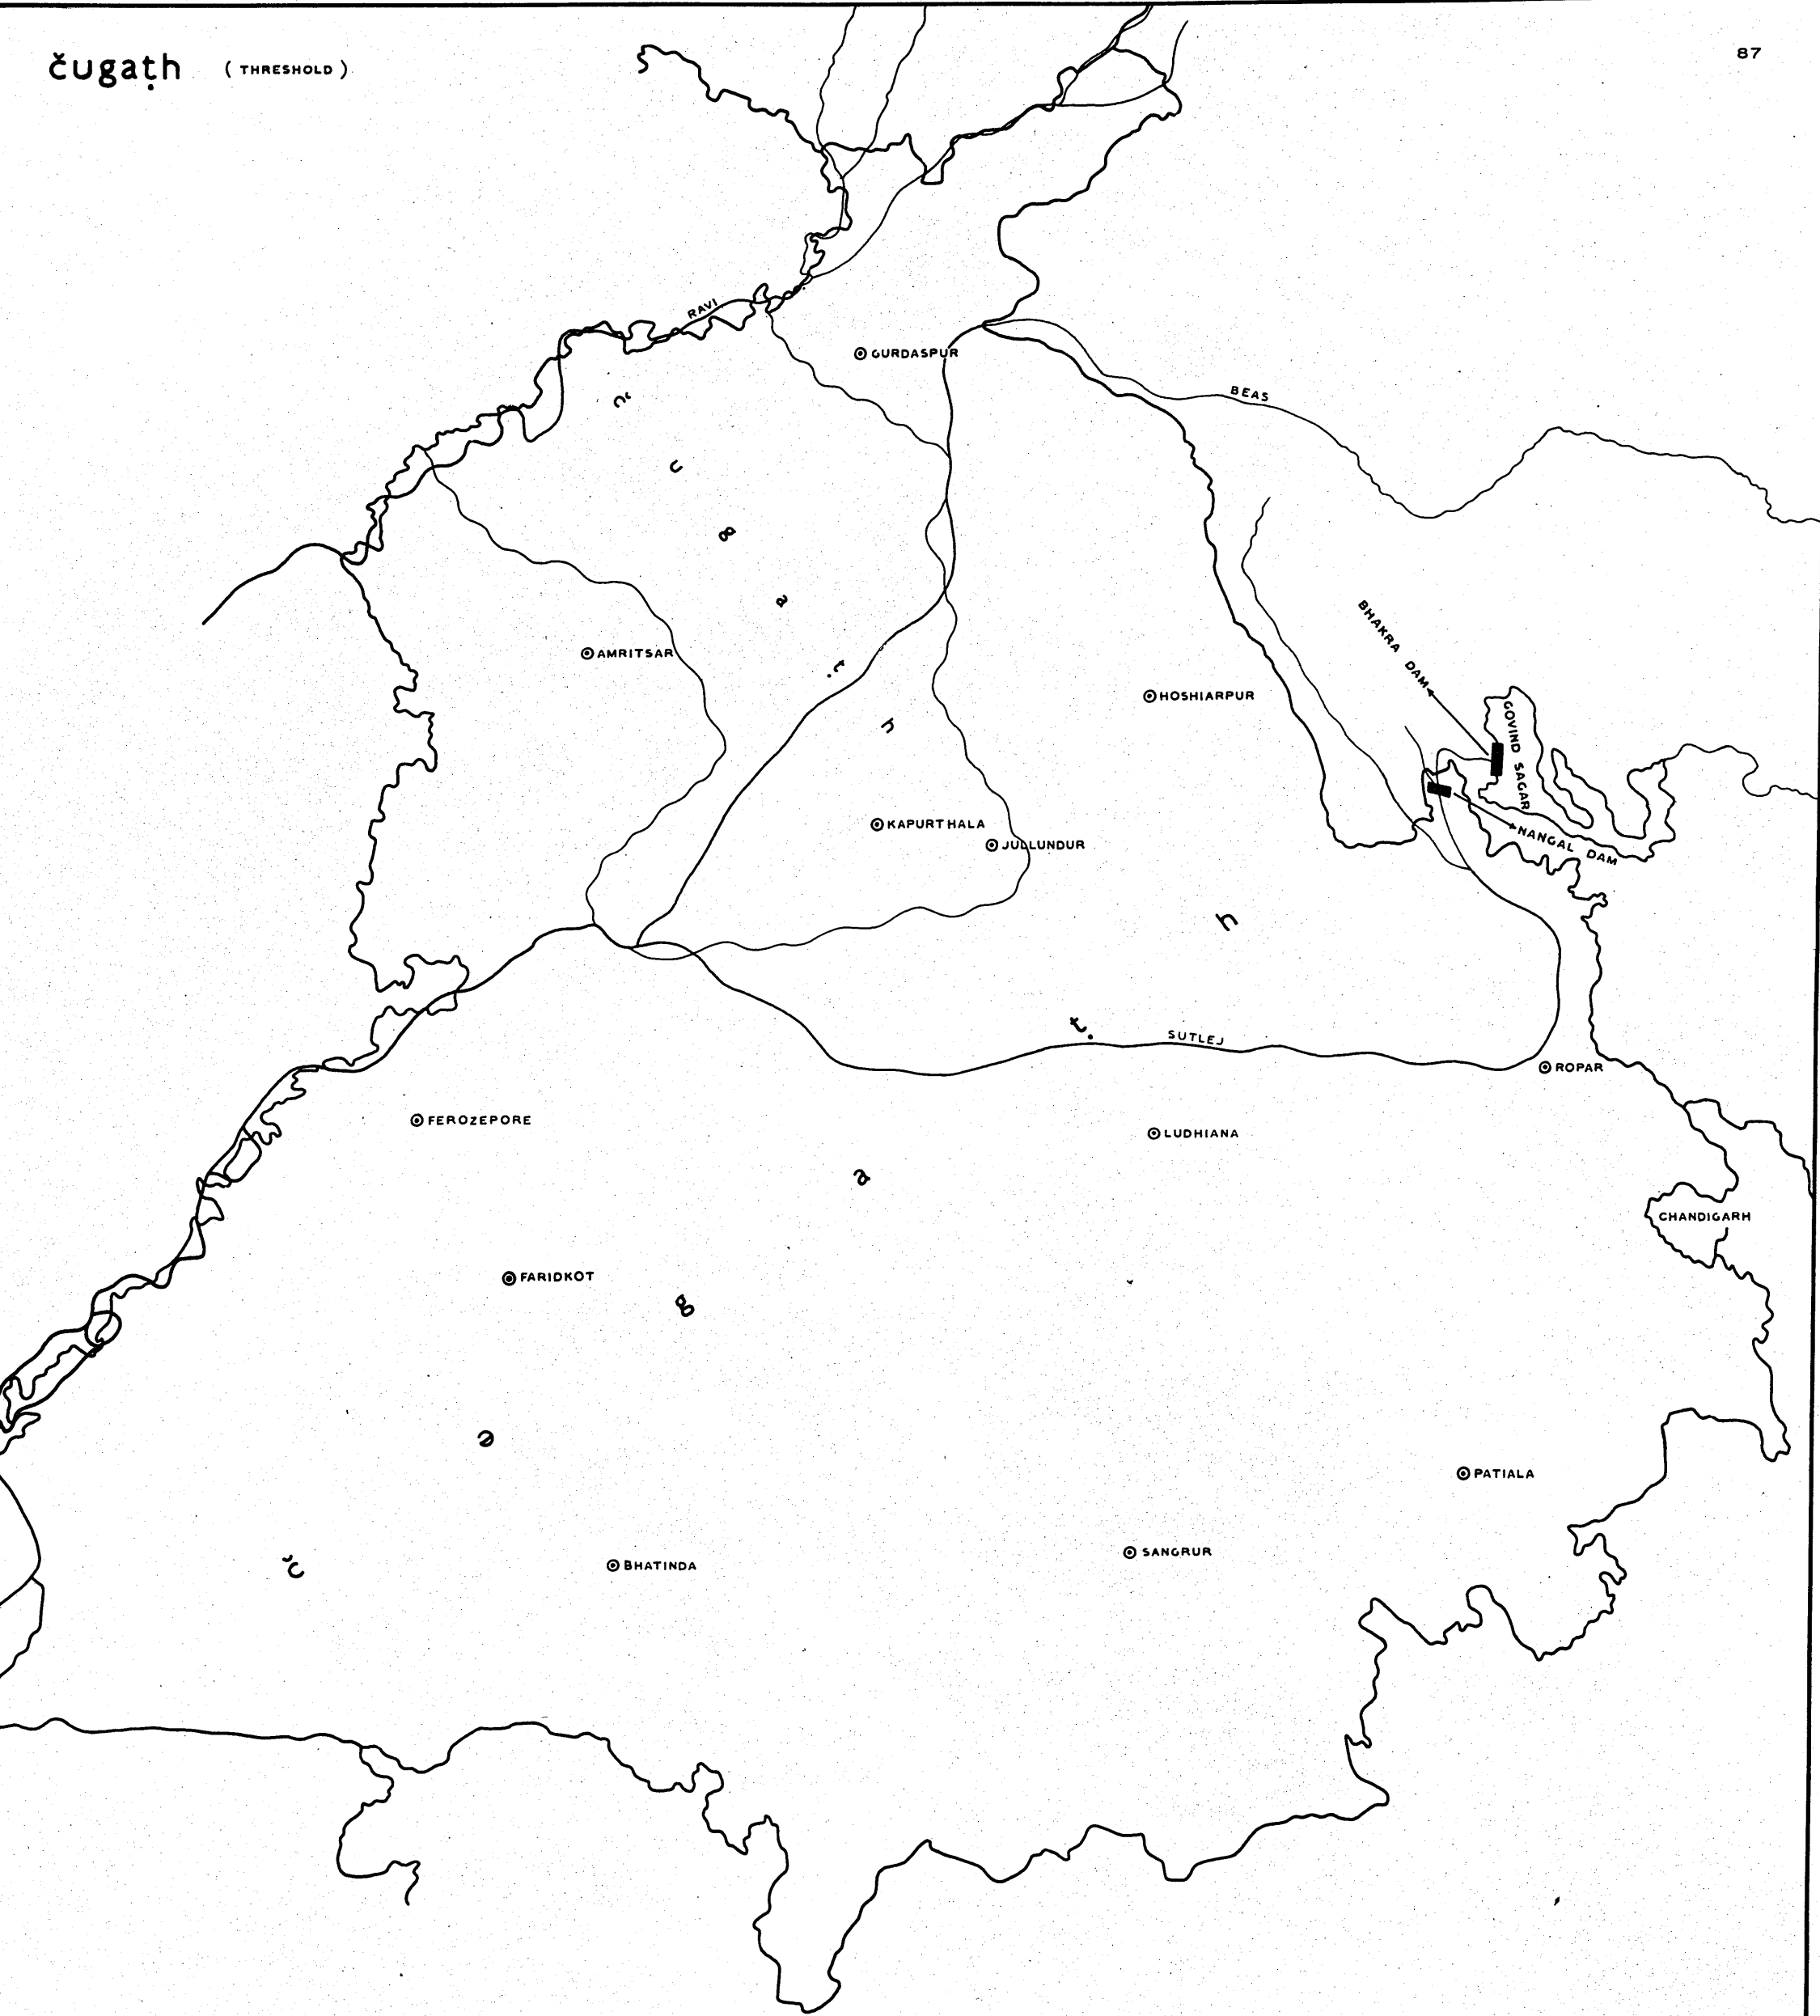 čugaṭh ( THRESHOLD )
87
RAVI
GURDASPUR
BEAS
č u g a ṭ h
AMRITSAR
HOSHIARPUR
BHAKRA DAM
GOVIND SAGAR
NANGAL DAM
KAPURTHALA
JULLUNDUR
SUTLEJ
ROPAR
FEROZEPORE
LUDHIANA
CHANDIGARH
FARIDKOT
č ə g a ṭ h
PATIALA
SANGRUR
BHATINDA